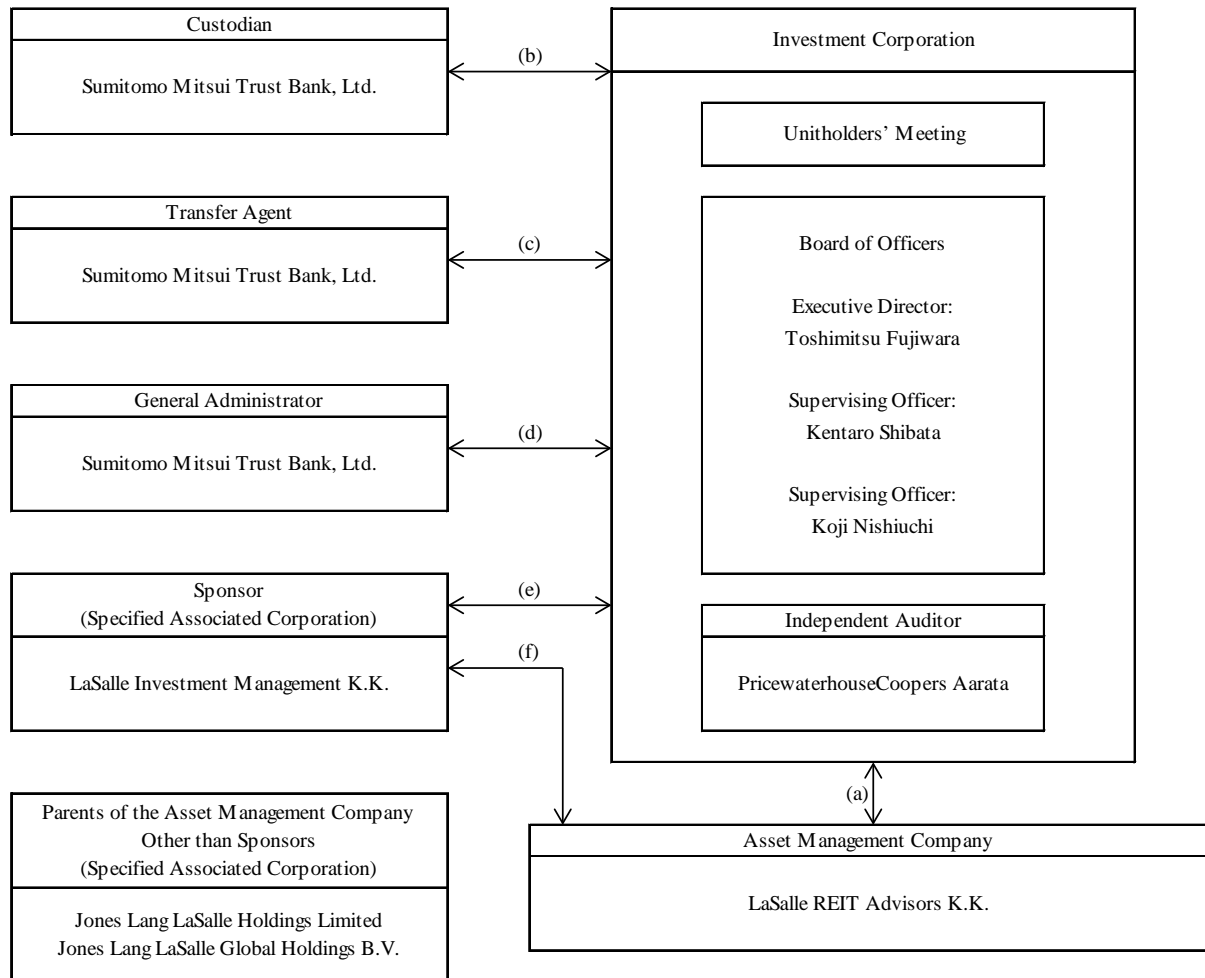 Custodian
Sumitomo Mitsui Trust Bank, Ltd.
(b)
Investment Corporation
Unitholders’ Meeting
Transfer Agent
Sumitomo Mitsui Trust Bank, Ltd.
(c)
Board of Officers
Executive Director:
Toshimitsu Fujiwara
Supervising Officer:
Kentaro Shibata
Supervising Officer:
Koji Nishiuchi
General Administrator
Sumitomo Mitsui Trust Bank, Ltd.
(d)
Sponsor
(Specified Associated Corporation)
LaSalle Investment Management K.K.
(e)
(f)
Independent Auditor
PricewaterhouseCoopers Aarata
(a)
Parents of the Asset Management Company
Other than Sponsors
(Specified Associated Corporation)
Jones Lang LaSalle Holdings Limited
Jones Lang LaSalle Global Holdings B.V.
Asset Management Company
LaSalle REIT Advisors K.K.